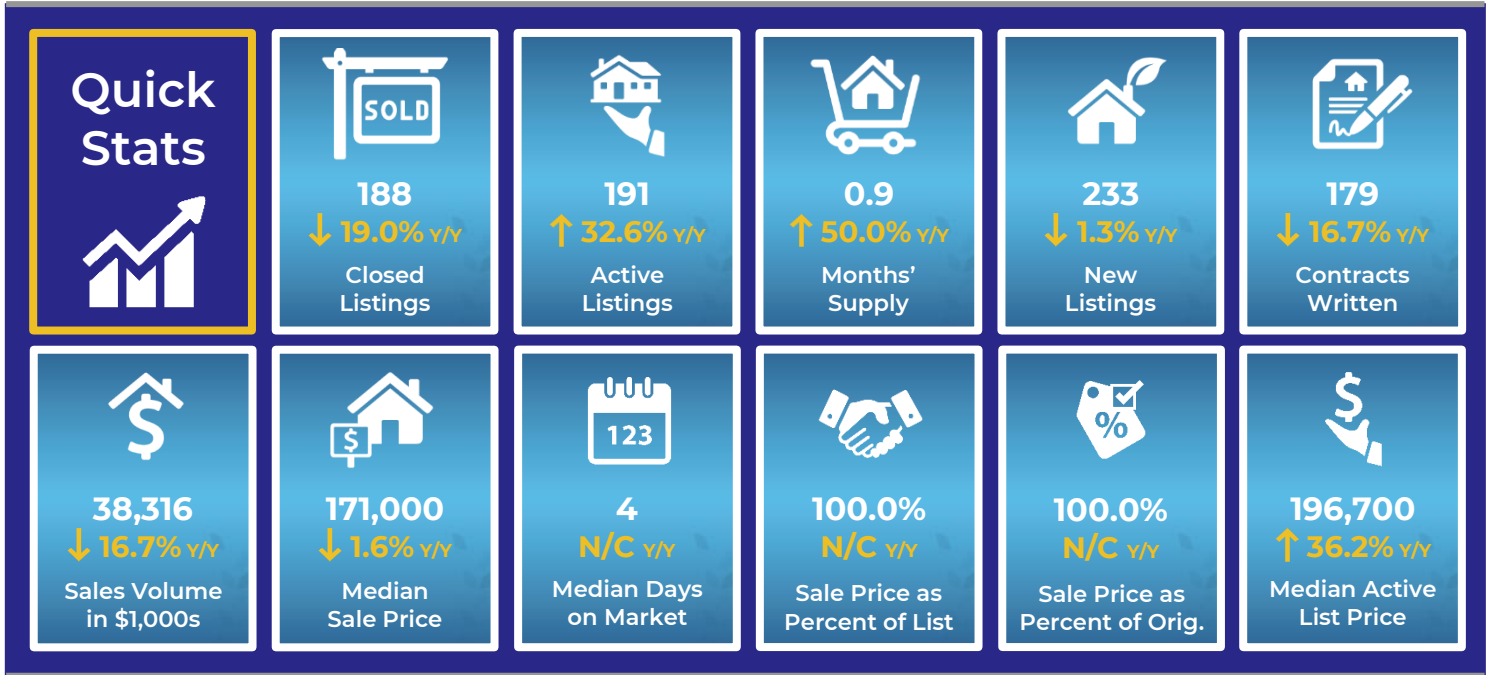 Quick
Stats
SOLD
188
↓ 19.0% Y/Y
Closed
Listings
191
↑ 32.6% Y/Y
Active
Listings
0.9
↑ 50.0% Y/Y
Months’
Supply
233
↓ 1.3% Y/Y
New
Listings
179
↓ 16.7% Y/Y
Contracts
Written
$
38,316
↓ 16.7% Y/Y
Sales Volume
in $1,000s
$
171,000
↓ 1.6% Y/Y
Median
Sale Price
123
4
N/C Y/Y
Median Days
on Market
100.0%
N/C Y/Y
Sale Price as
Percent of List
%
100.0%
N/C Y/Y
Sale Price as
Percent of Orig.
$
196,700
↑ 36.2% Y/Y
Median Active
List Price